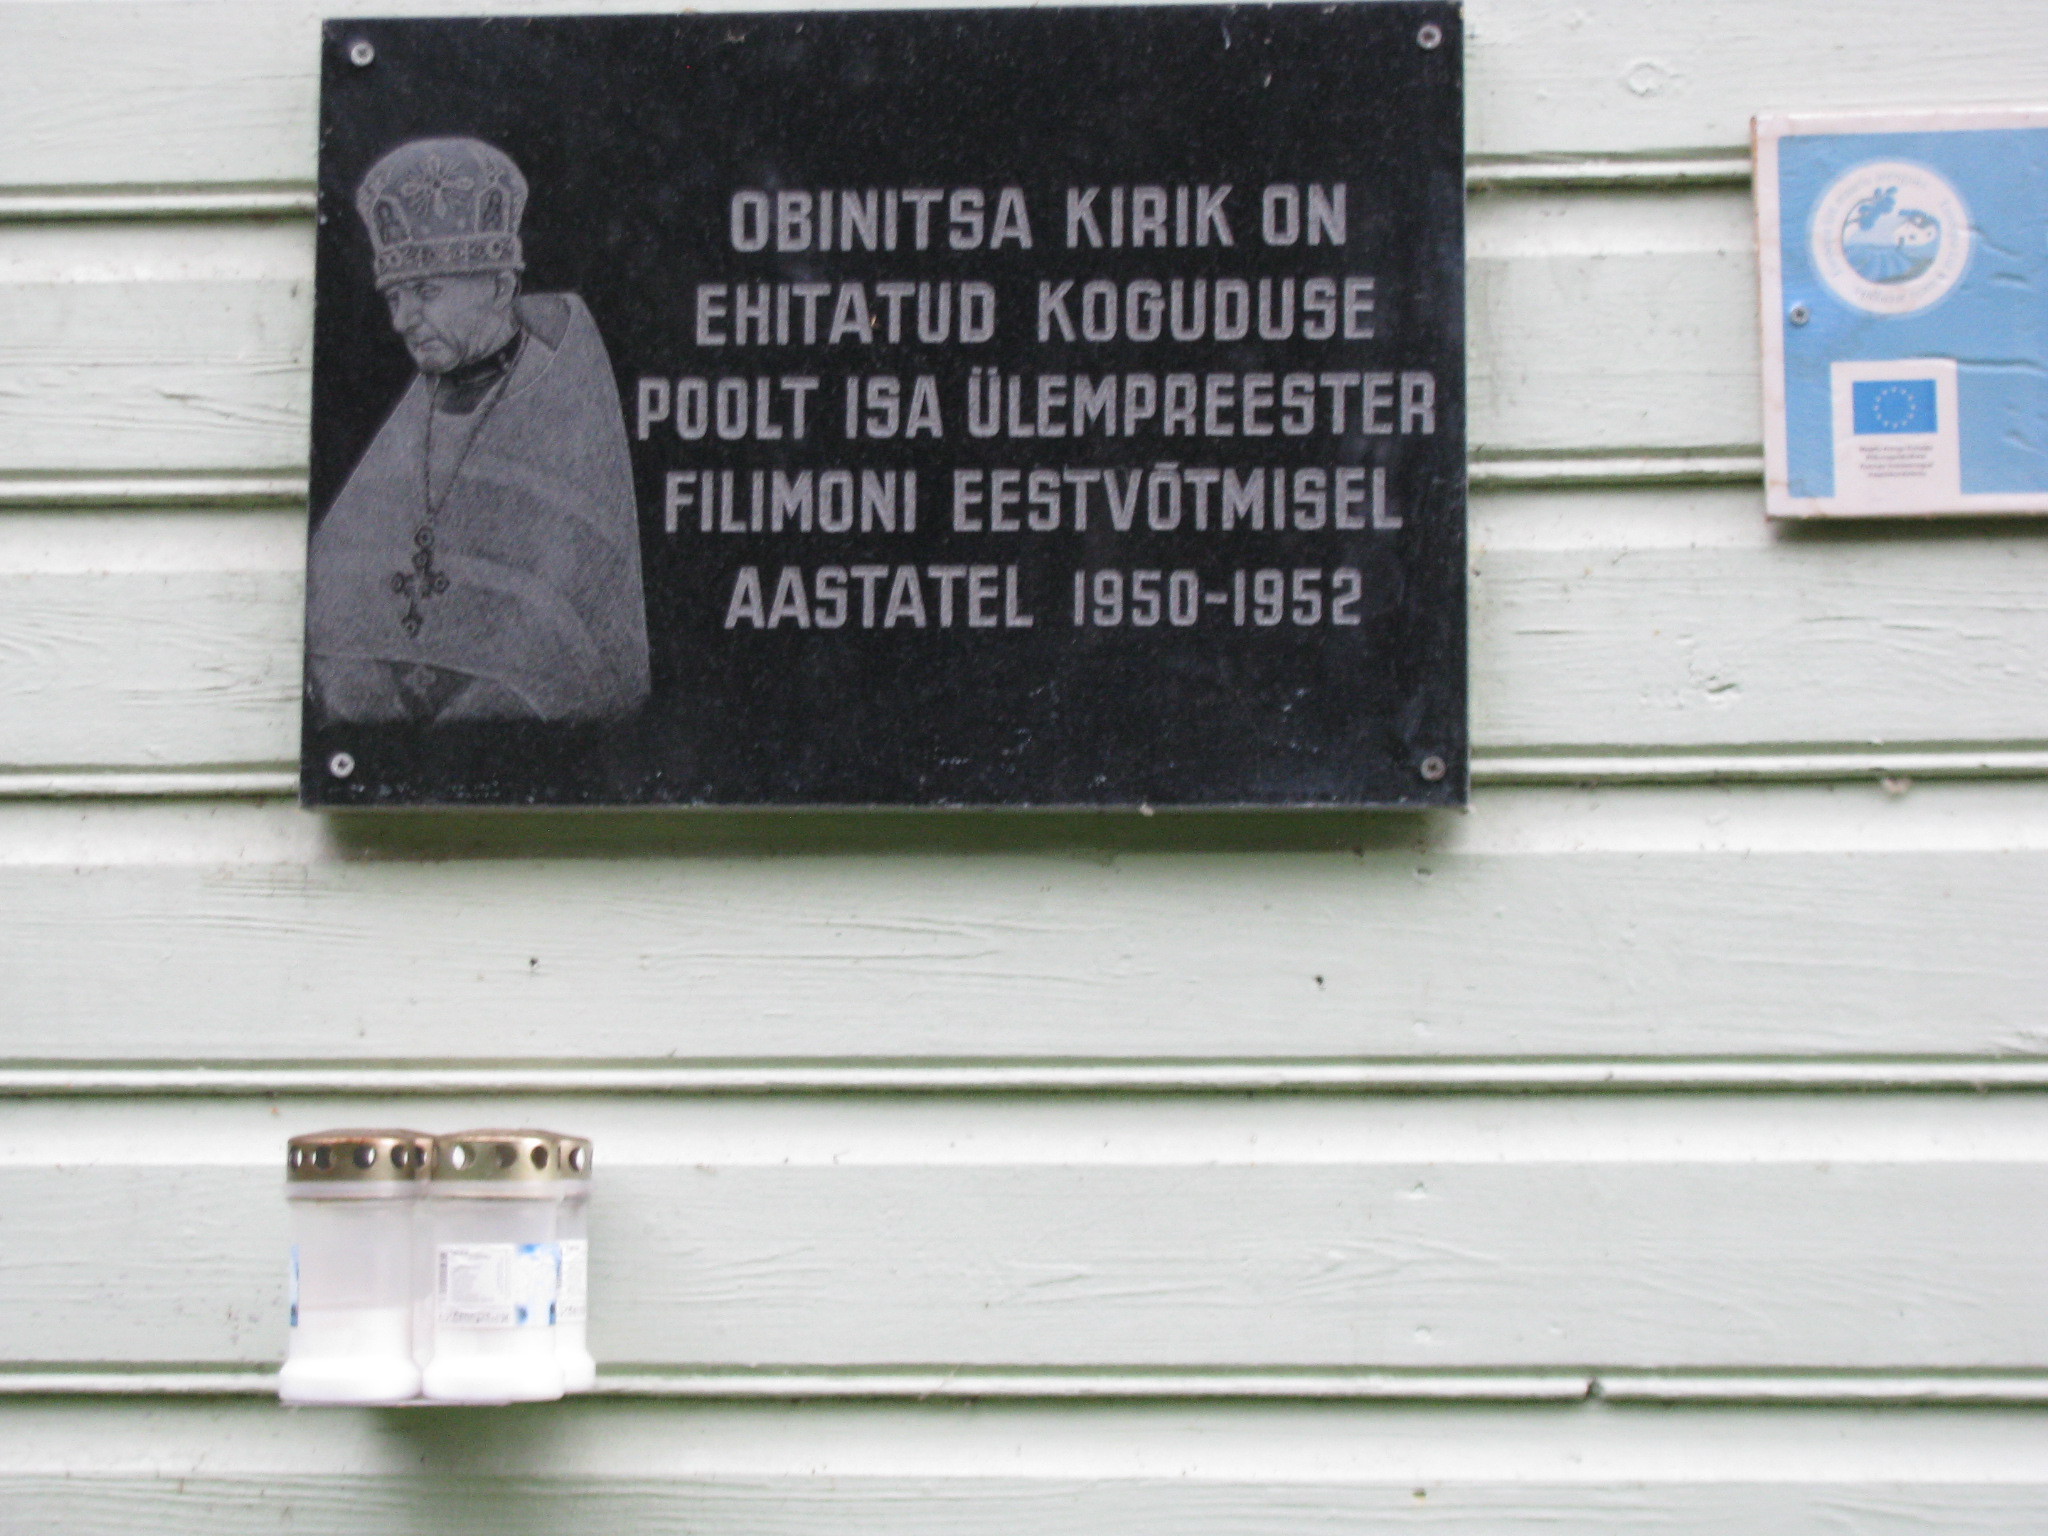 OBINITSA KIRIK ON
EHITATUD KOGUDUSE
POOLT ISA ÜLEMPREESTER
FILIMONI EESTVÕTMISEL
AASTATEL 1950-1952